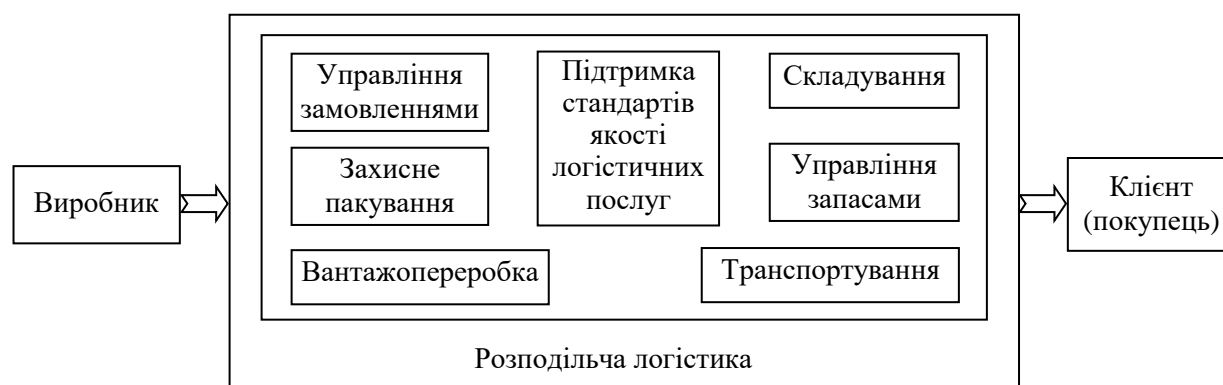 Виробник
Управління
замовленнями
Захисне
пакування
Вантажопереробка
Підтримка
стандартів
якості
логістичних
послуг
Складування
Управління
запасами
Транспортування
Розподільча логістика
Клієнт
(покупець)